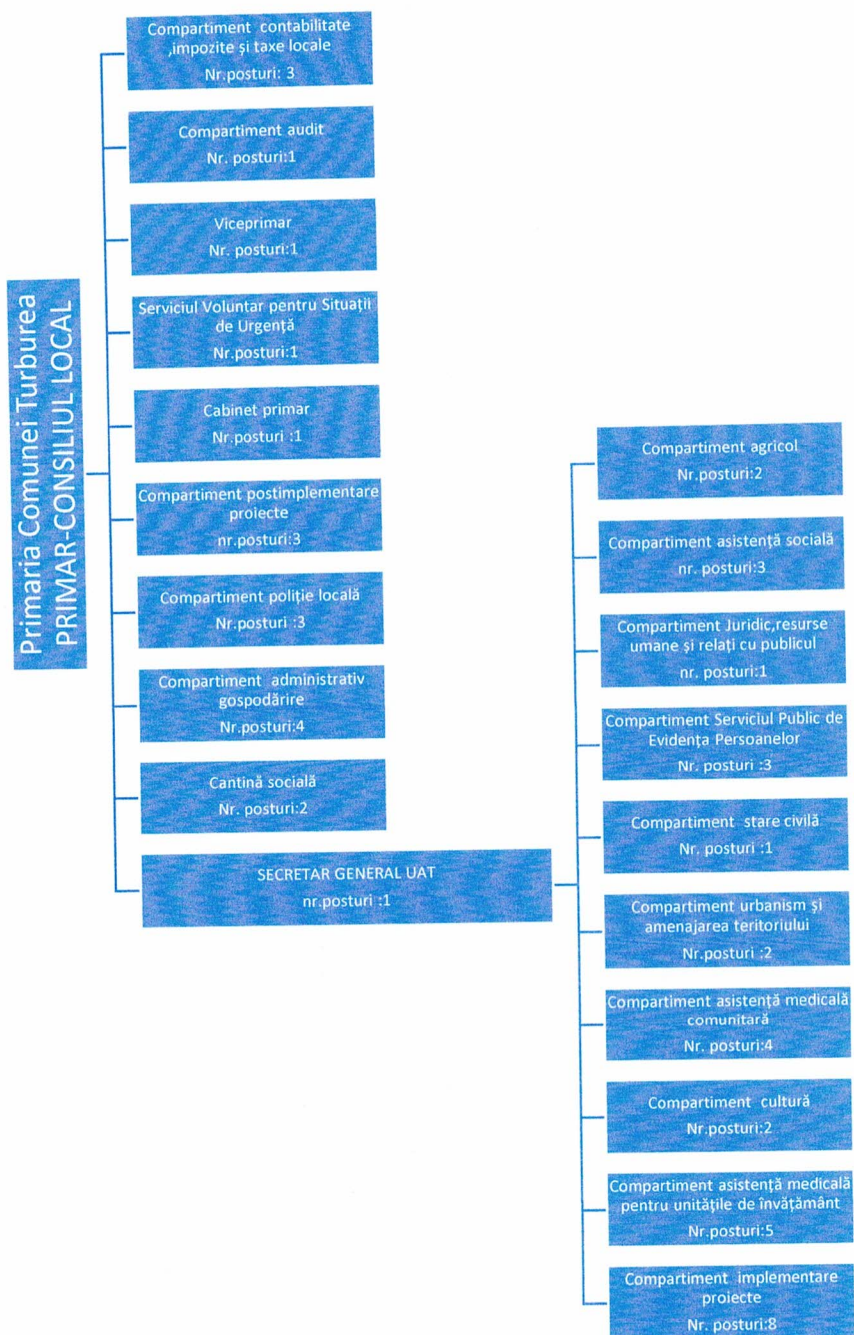 Primaria Comunei Turburea
PRIMAR-CONSILIUL LOCAL
Compartiment contabilitate
,impozite și taxe locale
Nr.posturi: 3
Compartiment audit
Nr. posturi:1
Viceprimar
Nr. posturi:1
Serviciul Voluntar pentru Situații
de Urgență
Nr.posturi:1
Cabinet primar
Nr.posturi :1
Compartiment postimplementare
proiecte
nr.posturi:3
Compartiment poliție locală
Nr.posturi :3
Compartiment administrativ
gospodărire
Nr.posturi:4
Cantină socială
Nr. posturi:2
SECRETAR GENERAL UAT
nr.posturi :1
Compartiment agricol
Nr.posturi:2
Compartiment asistență socială
nr. posturi:3
Compartiment Juridic,resurse
umane și relați cu publicul
nr. posturi:1
Compartiment Serviciul Public de
Evidența Persoanelor
Nr. posturi :3
Compartiment stare civilă
Nr. posturi :1
Compartiment urbanism și
amenajarea teritoriului
Nr.posturi :2
Compartiment asistență medicală
comunitară
Nr. posturi:4
Compartiment cultură
Nr.posturi:2
Compartiment asistență medicală
pentru unitățile de învățământ
Nr.posturi:5
Compartiment implementare
proiecte
Nr. posturi:8